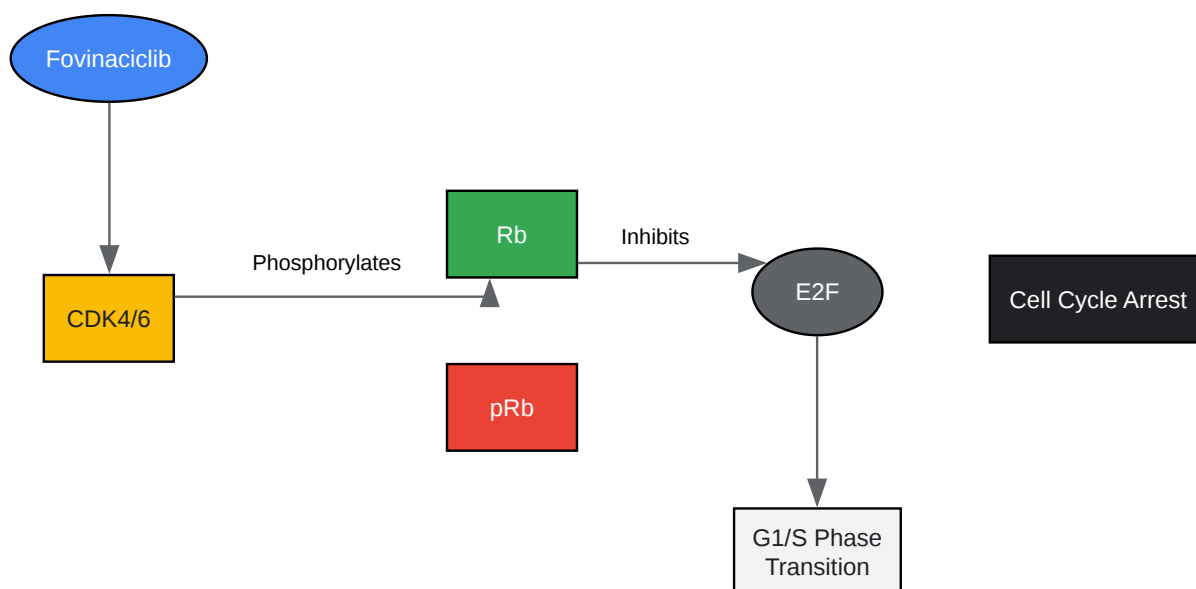 Fovinaciclib
Rb
Inhibits
Phosphorylates
E2F
Cell Cycle Arrest
CDK4/6
pRb
G1/S Phase
Transition